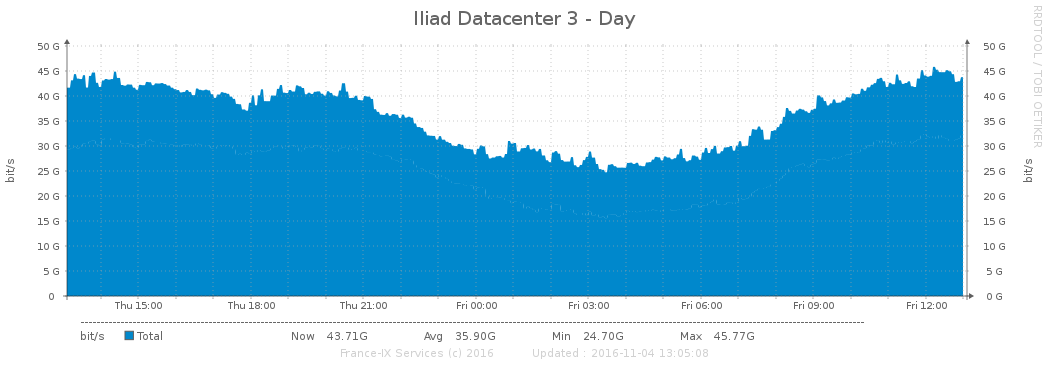 Iliad Datacenter 3 - Day
RRDTOOL / TOBI OETIKER
50 G 50 G
45 G 45 G
40 G 40 G
35 G 35 G
30 G 30 G
25 G 25 G
20 G 20 G
15 G 15 G
10 G 10 G
5 G 5 G
0 0 G
bit/s bit/s
Thu 15:00 Thu 18:00 Thu 21:00 Fri 00:00 Fri 03:00 Fri 06:00 Fri 09:00 Fri 12:00
bit/s Total Now 43.71G Avg 35.90G Min 24.70G Max 45.77G
France-IX Services (c) 2016 Updated : 2016-11-04 13:05:08